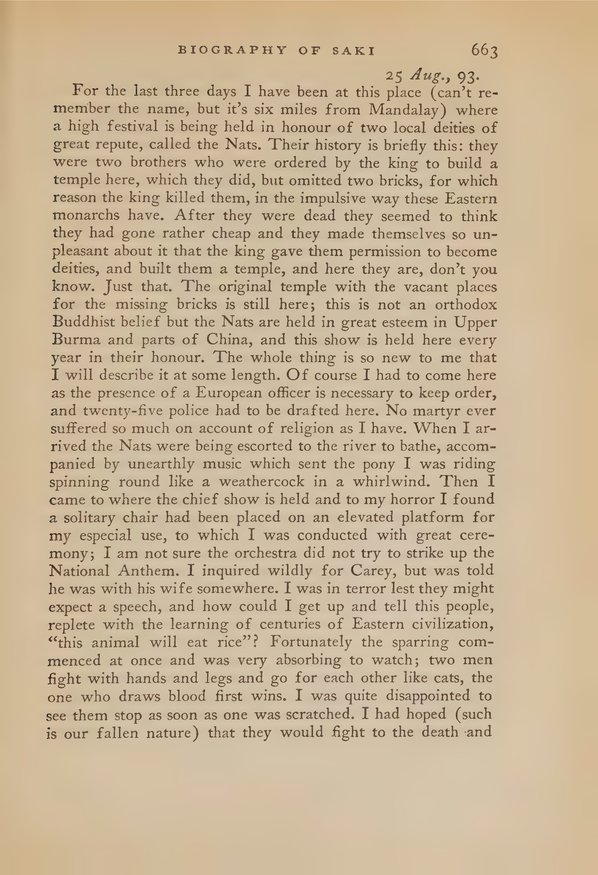 BIOGRAPHY OF SAKI 663
25 Aug., 93.
For the last three days I have been at this place (can't re-
member the name, but it's six miles from Mandalay) where
a high festival is being held in honour of two local deities of
great repute, called the Nats. Their history is briefly this: they
were two brothers who were ordered by the king to build a
temple here, which they did, but omitted two bricks, for which
reason the king killed them, in the impulsive way these Eastern
monarchs have. After they were dead they seemed to think
they had gone rather cheap and they made themselves so un-
pleasant about it that the king gave them permission to become
deities, and built them a temple, and here they are, don't you
know. Just that. The original temple with the vacant places
for the missing bricks is still here; this is not an orthodox
Buddhist belief but the Nats are held in great esteem in Upper
Burma and parts of China, and this show is held here every
year in their honour. The whole thing is so new to me that
I will describe it at some length. Of course I had to come here
as the presence of a European officer is necessary to keep order,
and twenty-five police had to be drafted here. No martyr ever
suffered so much on account of religion as I have. When I ar-
rived the Nats were being escorted to the river to bathe, accom-
panied by unearthly music which sent the pony I was riding
spinning round like a weathercock in a whirlwind. Then I
came to where the chief show is held and to my horror I found
a solitary chair had been placed on an elevated platform for
my especial use, to which I was conducted with great cere-
mony; I am not sure the orchestra did not try to strike up the
National Anthem. I inquired wildly for Carey, but was told
he was with his wife somewhere. I was in terror lest they might
expect a speech, and how could I get up and tell this people,
replete with the learning of centuries of Eastern civilization,
"this animal will eat rice"? Fortunately the sparring com-
menced at once and was very absorbing to watch; two men
fight with hands and legs and go for each other like cats, the
one who draws blood first wins. I was quite disappointed to
see them stop as soon as one was scratched. I had hoped (such
is our fallen nature) that they would fight to the death and